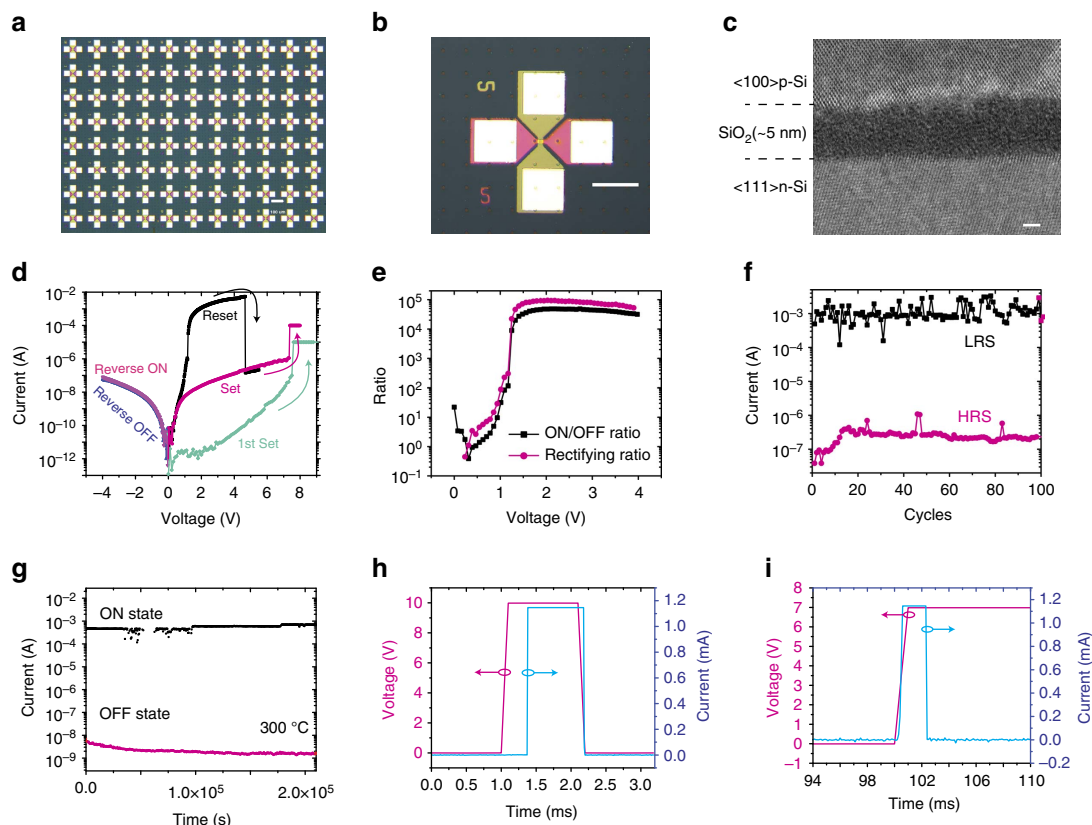 a
b
c
5
5
<100>p-Si
SiO2(~5 nm)
<111>n-Si
d
10−2
10−4
10−6
10−8
10−10
10−12
Current (A)
Reset
Reverse ON
Reverse OFF
Set
1st Set
−4 −2 0 2 4 6 8
Voltage (V)
e
10^5
10^4
10^3
10^2
10^1
10^0
10^−1
Ratio
ON/OFF ratio
Rectifying ratio
0 1 2 3 4
Voltage (V)
f
10−3
10−4
10−5
10−6
10−7
Current (A)
LRS
HRS
0 20 40 60 80 100
Cycles
g
10−1
10−2
10−3
10−4
10−5
10−6
10−7
10−8
10−9
Current (A)
ON state
OFF state
300 °C
0.0 1.0×10^5 2.0×10^5
Time (s)
h
10
8
6
4
2
0
Voltage (V)
1.2
1.0
0.8
0.6
0.4
0.2
0.0
Current (mA)
0.0 0.5 1.0 1.5 2.0 2.5 3.0
Time (ms)
i
8
7
6
5
4
3
2
1
0
−1
Voltage (V)
1.2
1.0
0.8
0.6
0.4
0.2
0.0
−0.2
Current (mA)
94 98 102 106 110
Time (ms)